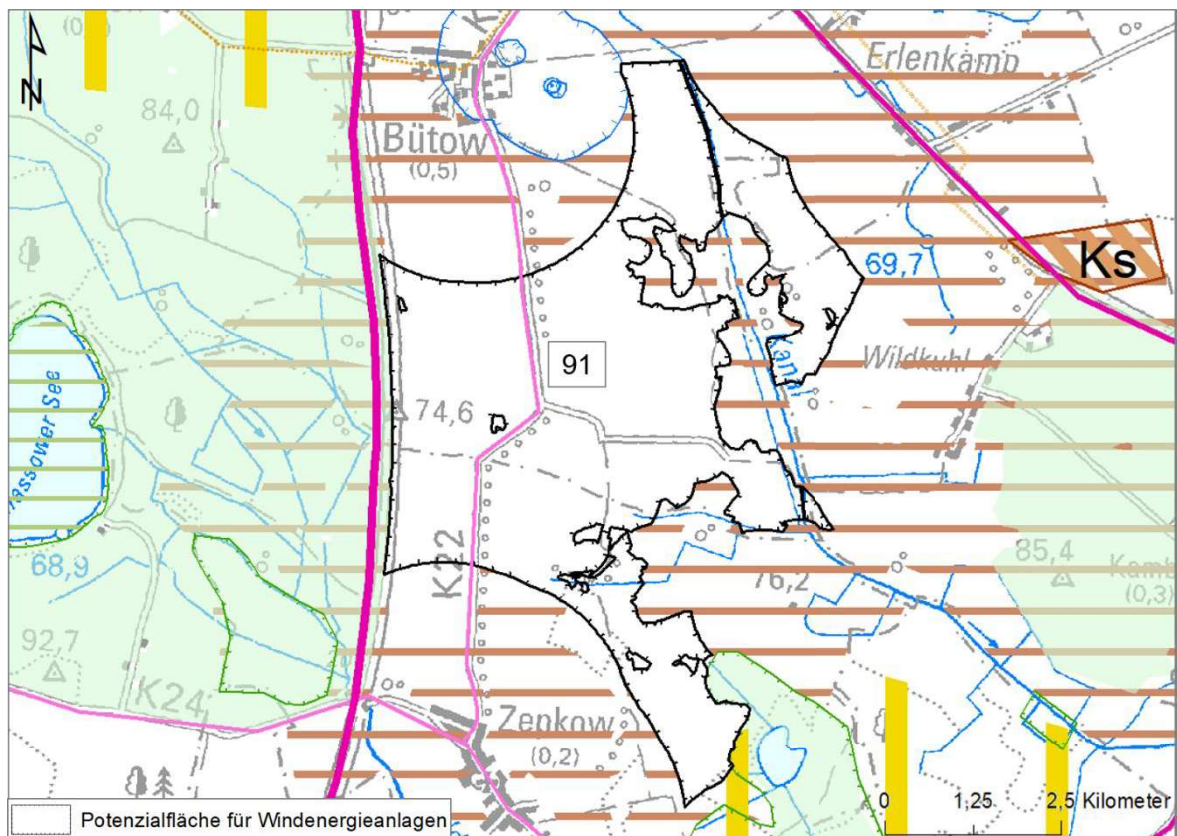 N
84,0
Bütow
(0,5)
Erlenkamp
69,7
Ks
91
Wildkuhl
Kanal
74,6
assower See
K22
68,9
85,4
76,2
(0,3)
92,7
K24
Zepkow
(0,2)
0 1,25 2,5 Kilometer
Potenzialfläche für Windenergieanlagen